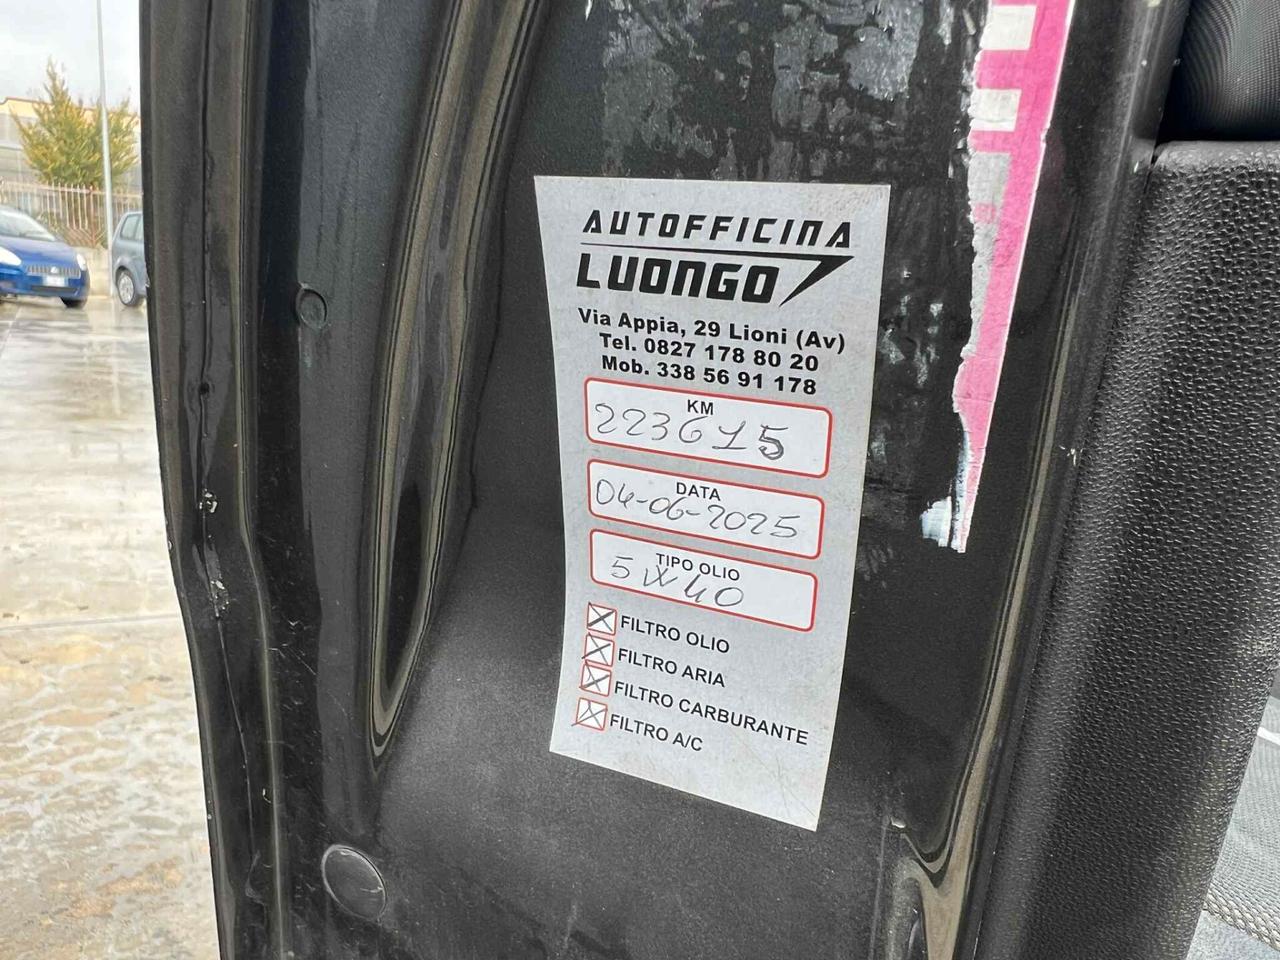 AUTOFFICINA
LUONGO
Via Appia, 29 Lioni (Av)
Tel. 0827 178 80 20
Mob. 338 56 91 178
KM
223615
DATA
04-06-2025
TIPO OLIO
5W40
FILTRO OLIO
FILTRO ARIA
FILTRO CARBURANTE
FILTRO A/C